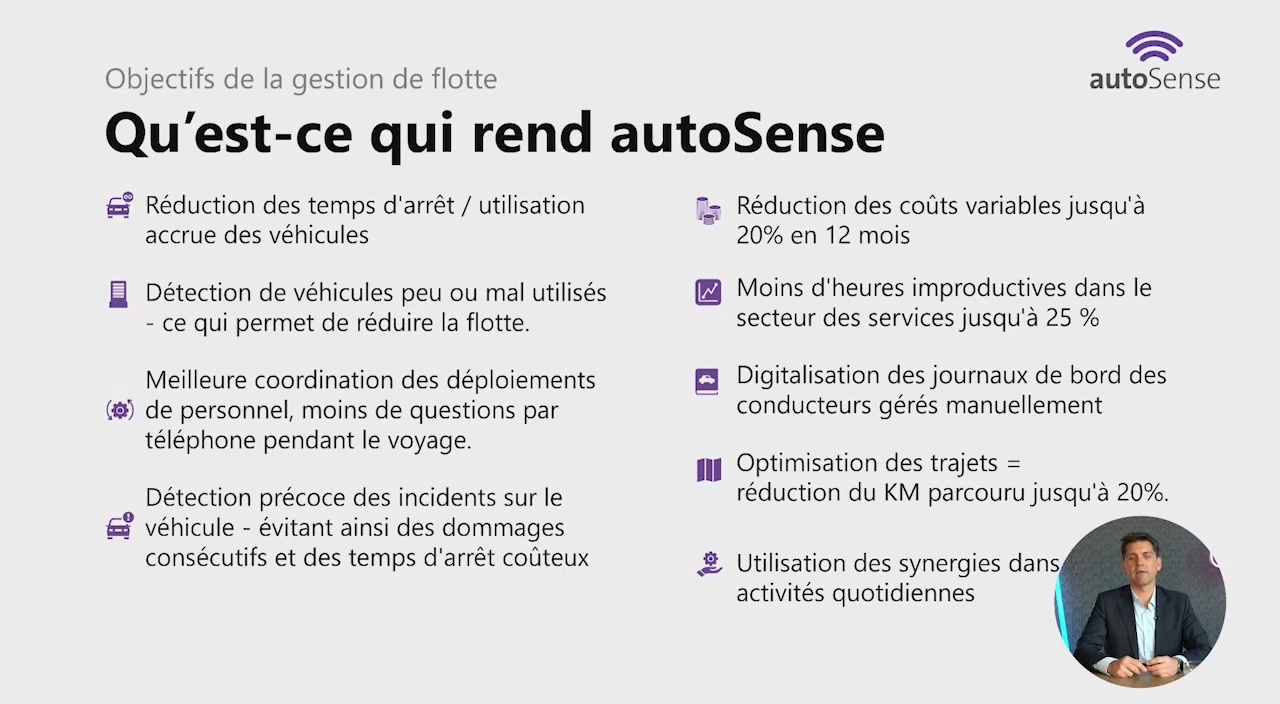 Objectifs de la gestion de flotte
autoSense
Qu’est-ce qui rend autoSense
Réduction des temps d'arrêt / utilisation
accrue des véhicules
Détection de véhicules peu ou mal utilisés
- ce qui permet de réduire la flotte.
Meilleure coordination des déploiements
de personnel, moins de questions par
téléphone pendant le voyage.
Détection précoce des incidents sur le
véhicule - évitant ainsi des dommages
consécutifs et des temps d'arrêt coûteux
Réduction des coûts variables jusqu'à
20% en 12 mois
Moins d'heures improductives dans le
secteur des services jusqu'à 25 %
Digitalisation des journaux de bord des
conducteurs gérés manuellement
Optimisation des trajets =
réduction du KM parcouru jusqu'à 20%.
Utilisation des synergies dans
activités quotidiennes